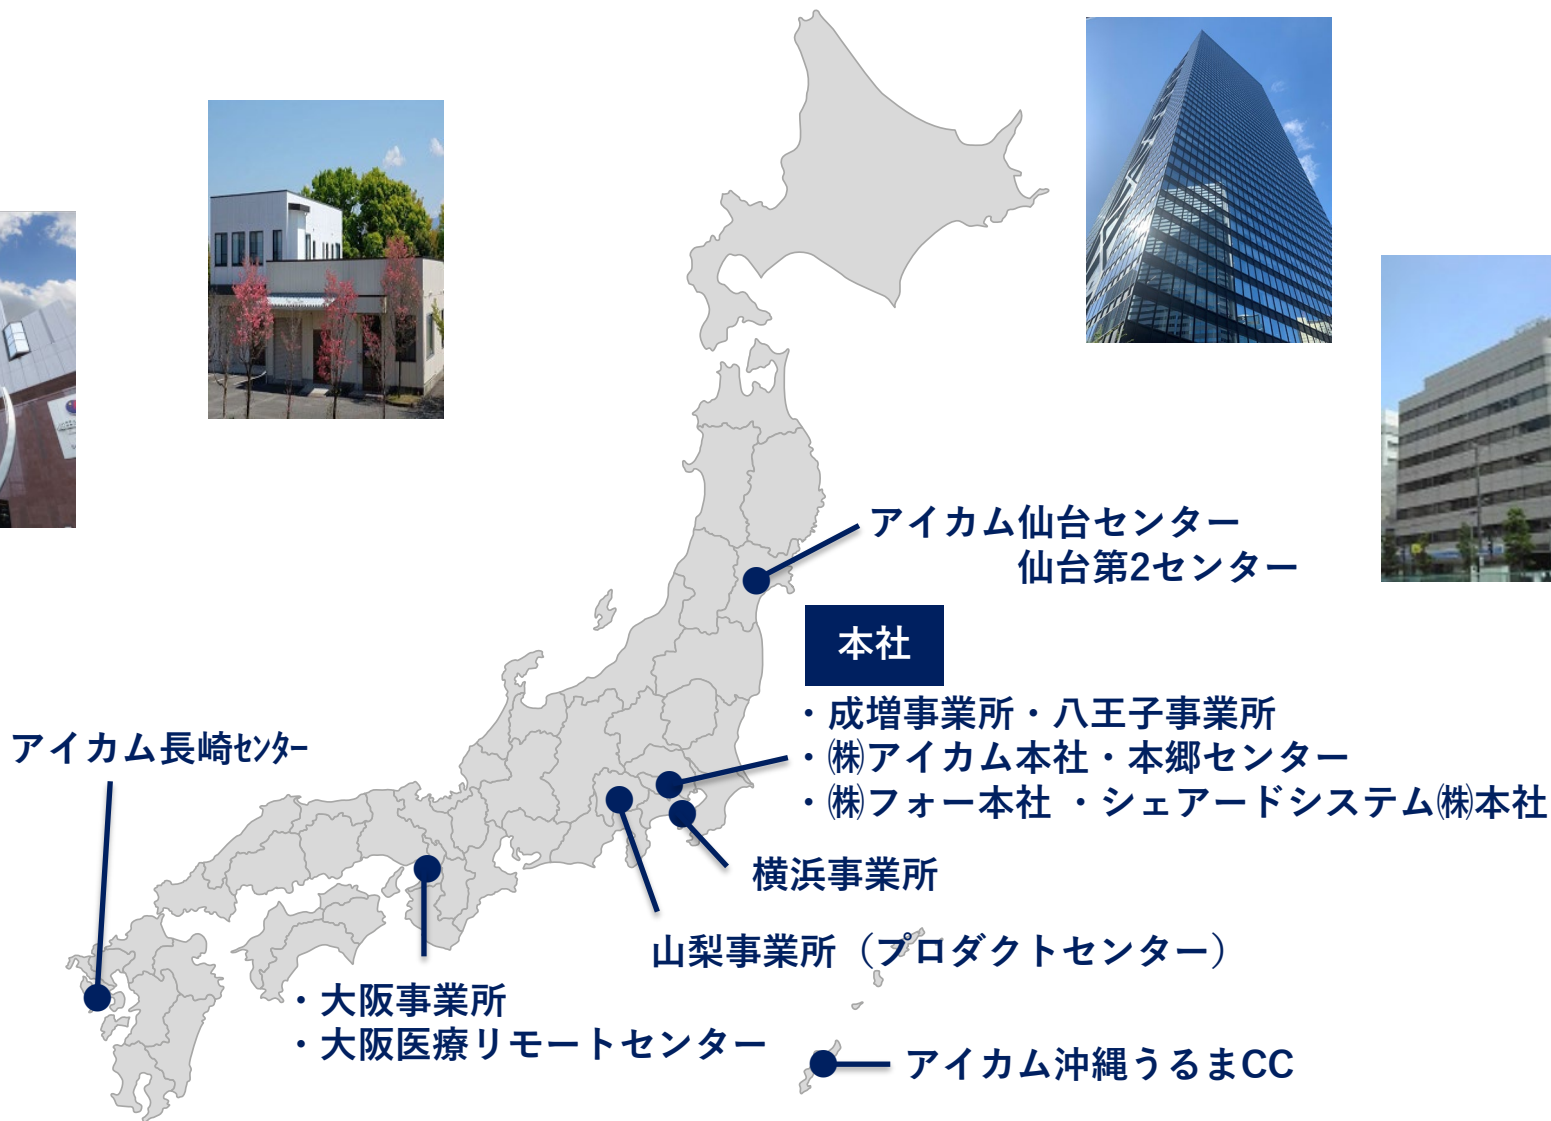 アイカム仙台センター
仙台第2センター
本社
・成増事業所・八王子事業所
・㈱アイカム本社・本郷センター
・㈱フォー本社 ・シェアードシステム㈱本社
アイカム長崎ｾﾝﾀｰ
横浜事業所
山梨事業所（プロダクトセンター）
・大阪事業所
・大阪医療リモートセンター
アイカム沖縄うるまCC